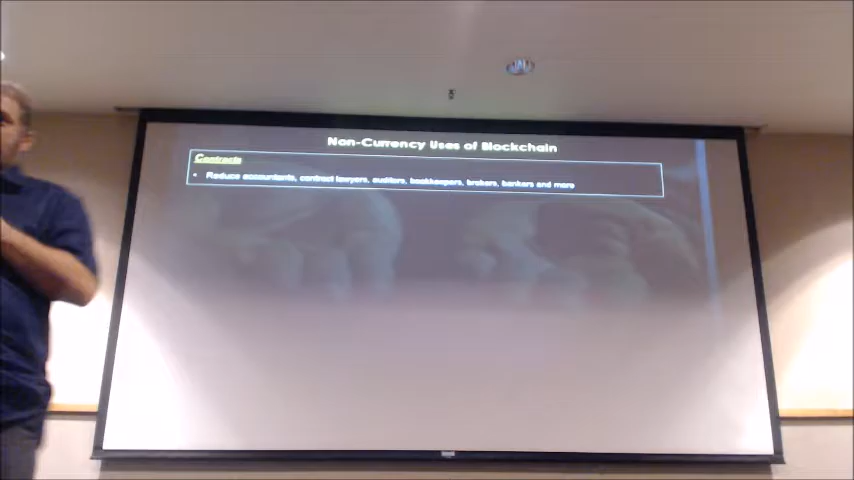 Non-Currency Uses of Blockchain
Contracts
• Reduce accountants, contract lawyers, auditors, bookkeepers, brokers, bankers and more